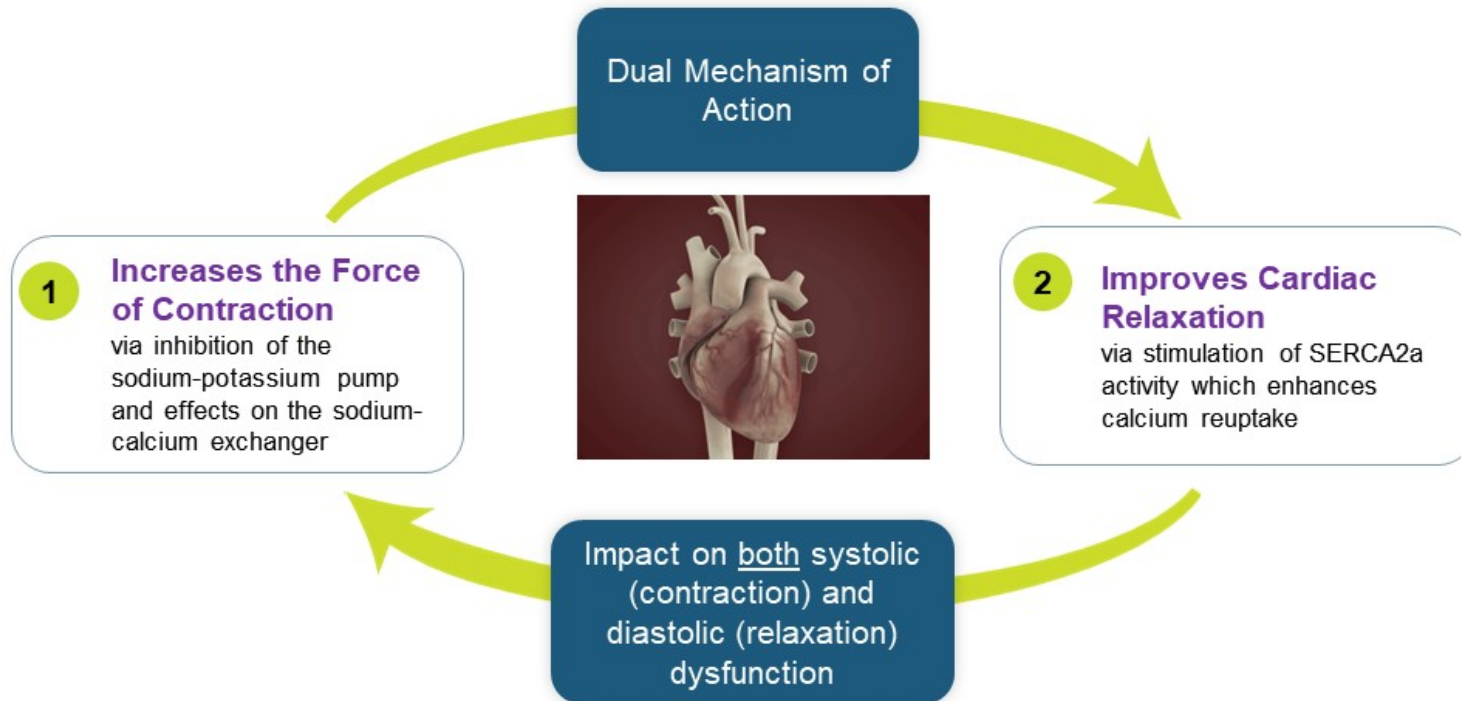 Dual Mechanism of
Action
1
Increases the Force
of Contraction
via inhibition of the
sodium-potassium pump
and effects on the sodium-
calcium exchanger
2
Improves Cardiac
Relaxation
via stimulation of SERCA2a
activity which enhances
calcium reuptake
Impact on both systolic
(contraction) and
diastolic (relaxation)
dysfunction